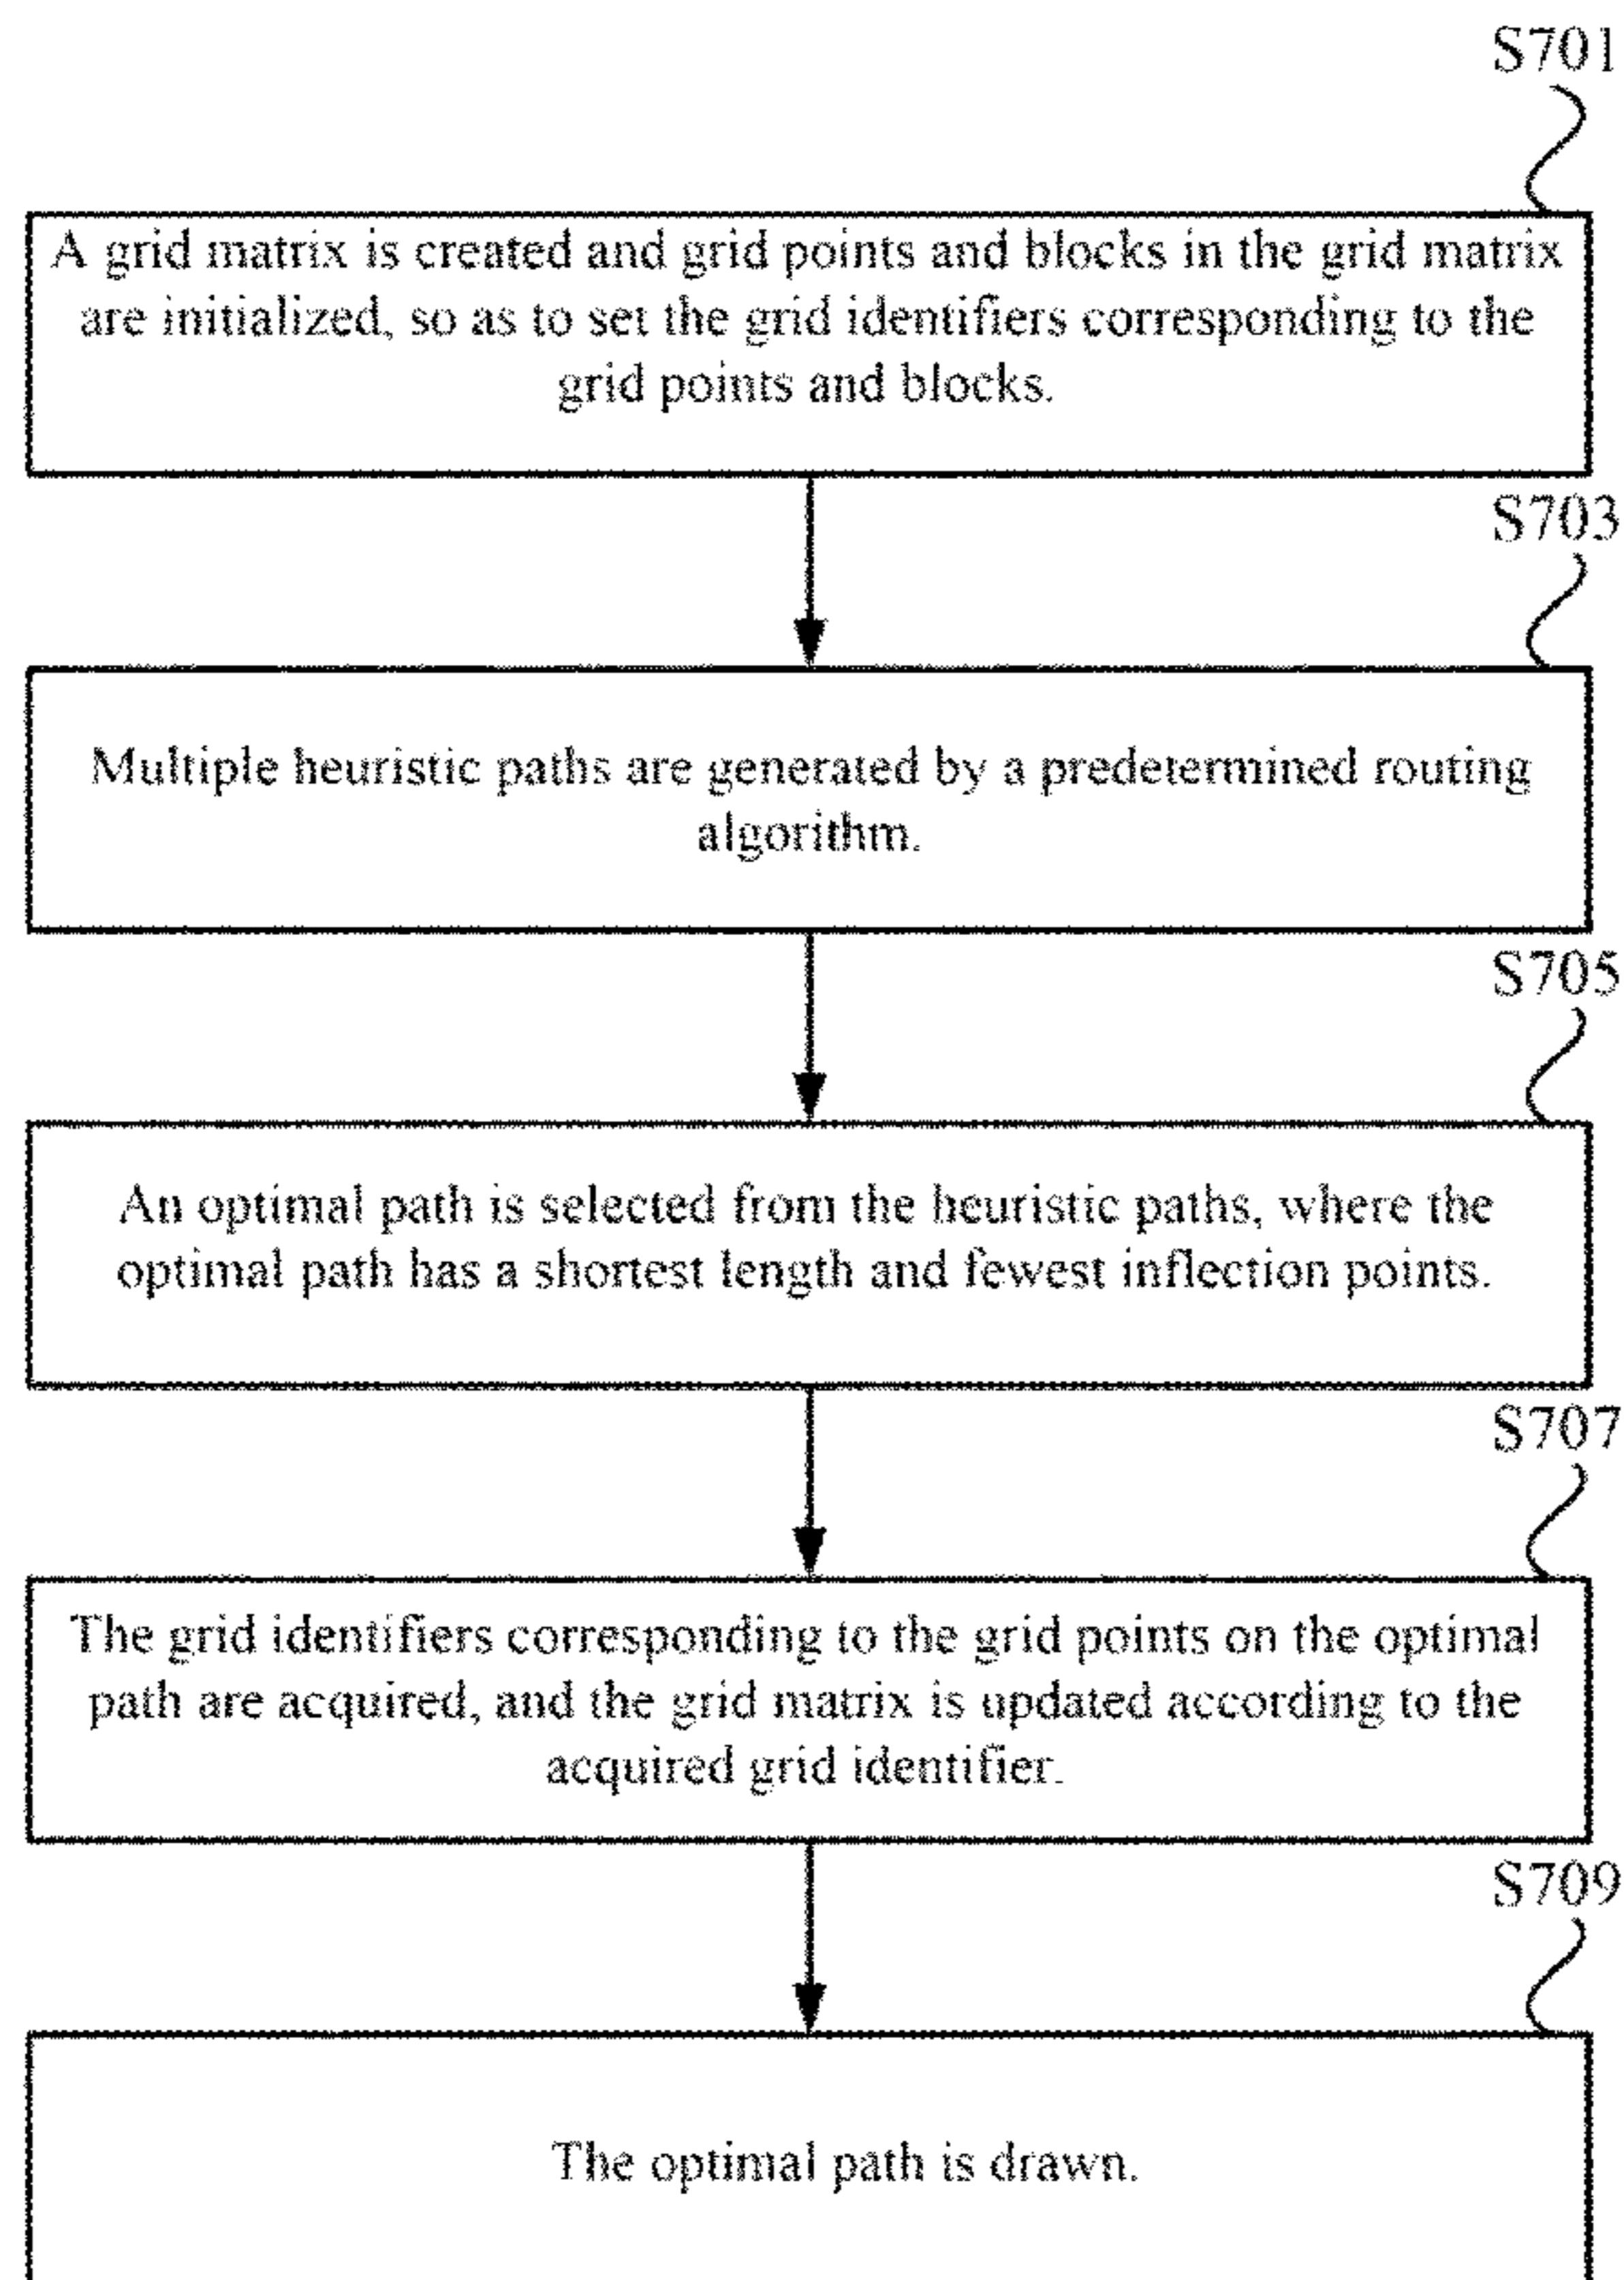 S701
A grid matrix is created and grid points and blocks in the grid matrix
are initialized, so as to set the grid identifiers corresponding to the
grid points and blocks.
S703
Multiple heuristic paths are generated by a predetermined routing
algorithm.
S705
An optimal path is selected from the heuristic paths, where the
optimal path has a shortest length and fewest inflection points.
S707
The grid identifiers corresponding to the grid points on the optimal
path are acquired, and the grid matrix is updated according to the
acquired grid identifier.
S709
The optimal path is drawn.